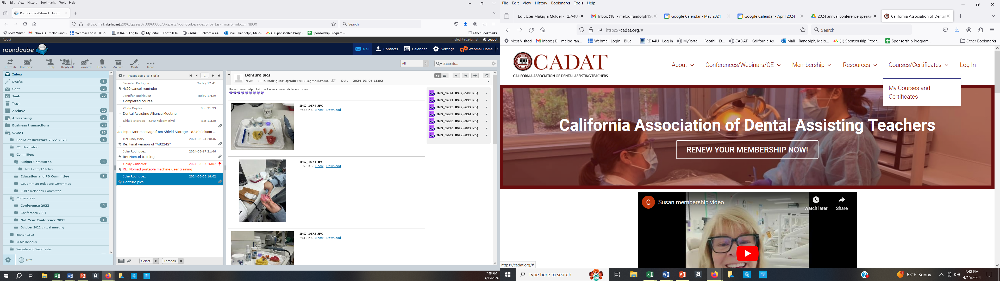 File Edit View History Bookmarks Tools Help
Roundcube Webmail :: Inbox
https://mail.rda4u.net:2096/cpsess8700960886/3rdparty/roundcube/index.php?_task=mail&_mbox=INBOX
Search
Most Visited Inbox (1) - melodirand... Webmail Login - Blue... RDA4U › Log In MyPortal — Foothill-D... CADAT – California As... Mail - Randolph, Melo... (1) Sponsorship Progr... Sponsorship Program ... Other Bookmarks
About melodi@rda4u.net Logout
roundcube Mail Contacts Calendar Settings cP Webmail Home
Refresh Compose Reply Reply all Forward Delete Archive Mark More
All Search...
Inbox
Drafts 1
Sent 2
Junk 22
Trash
Archive 20
Advertising 2
Business transactions 23
CADAT 13
Board of Directors 2022-2023 8
CE information
Committees
Budget Committee 4
Tax Exempt Status
Education and PD Committee 1
Government Relations Committee
Public Relations Committee
Conferences
Conference 2023 3
Conference 2024
Mid-Year Conference 2023 1
October 2022 virtual meeting
Esther Cruz
Miscellaneous
Website and Webmaster
0%
Messages 1 to 8 of 8 1
Jennifer Rodriguez Today 17:41
4/29 cancel reminder
Jennifer Rodriguez Today 17:29
Completed course
Cody Boyles Sun 21:23
Dental Assisting Alliance Meeting
Shield Storage - 8240 Folsom Blvd Sat 11:20
An important message from Shield Storage - 8240 Folsom ...
McCune, Mary 2024-03-24 20:46
Re: Final version of "AB2242"
Julie Rodriguez 2024-03-17 21:46
Re: Nomad training
Geidy Gutierrez 2024-03-07 16:07
RE: Nomad portable machine user training
Julie Rodriguez 2024-03-05 18:02
Denture pics
Select Threads
Denture pics
From Julie Rodriguez <jrod012868@gmail.com> Date 2024-03-05 18:02
Hope these help. Let me know if need different ones.
IMG_1674.JPG
~588 KB Show Download
IMG_1671.JPG
~923 KB Show Download
IMG_1673.JPG
~612 KB Show Download
IMG_1674.JPG (~588 KB)
IMG_1671.JPG (~923 KB)
IMG_1673.JPG (~612 KB)
IMG_1669.JPG (~924 KB)
IMG_1668.JPG (~963 KB)
IMG_1670.JPG (~887 KB)
IMG_1667.JPG (~877 KB)
7:48 PM
4/15/2024
File Edit View History Bookmarks Tools Help
Edit User Makayla Mulder ‹ RDA4U Inbox (18) - melodirandolph19 Google Calendar - May 2024 Google Calendar - April 2024 2024 annual conference speake California Association of Denta
https://cadat.org/#
Search
Most Visited Inbox (1) - melodiran... Webmail Login - Blue... RDA4U › Log In MyPortal — Foothill-D... CADAT – California As... Mail - Randolph, Melo... (1) Sponsorship Progr... Sponsorship Program ... Other Bookmarks
CADAT
CALIFORNIA ASSOCIATION OF DENTAL ASSISTING TEACHERS
About Conferences/Webinars/CE Membership Resources Courses/Certificates Log In
My Courses and
Certificates
California Association of Dental Assisting Teachers
RENEW YOUR MEMBERSHIP NOW!
C Susan membership video
Watch later Share
https://cadat.org/#
Type here to search
63°F Sunny
7:48 PM
4/15/2024